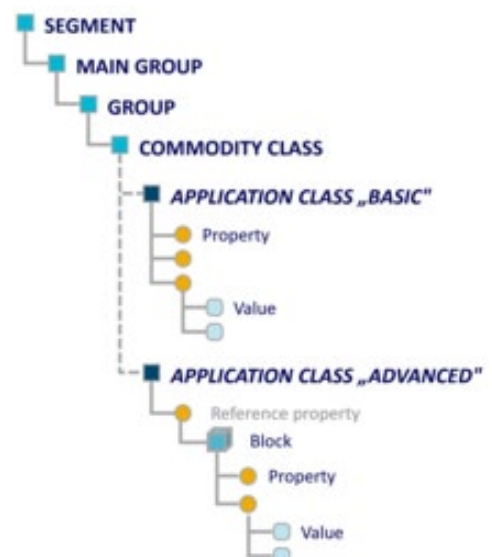 SEGMENT
MAIN GROUP
GROUP
COMMODITY CLASS
APPLICATION CLASS „BASIC"
Property
Value
APPLICATION CLASS „ADVANCED"
Reference property
Block
Property
Value